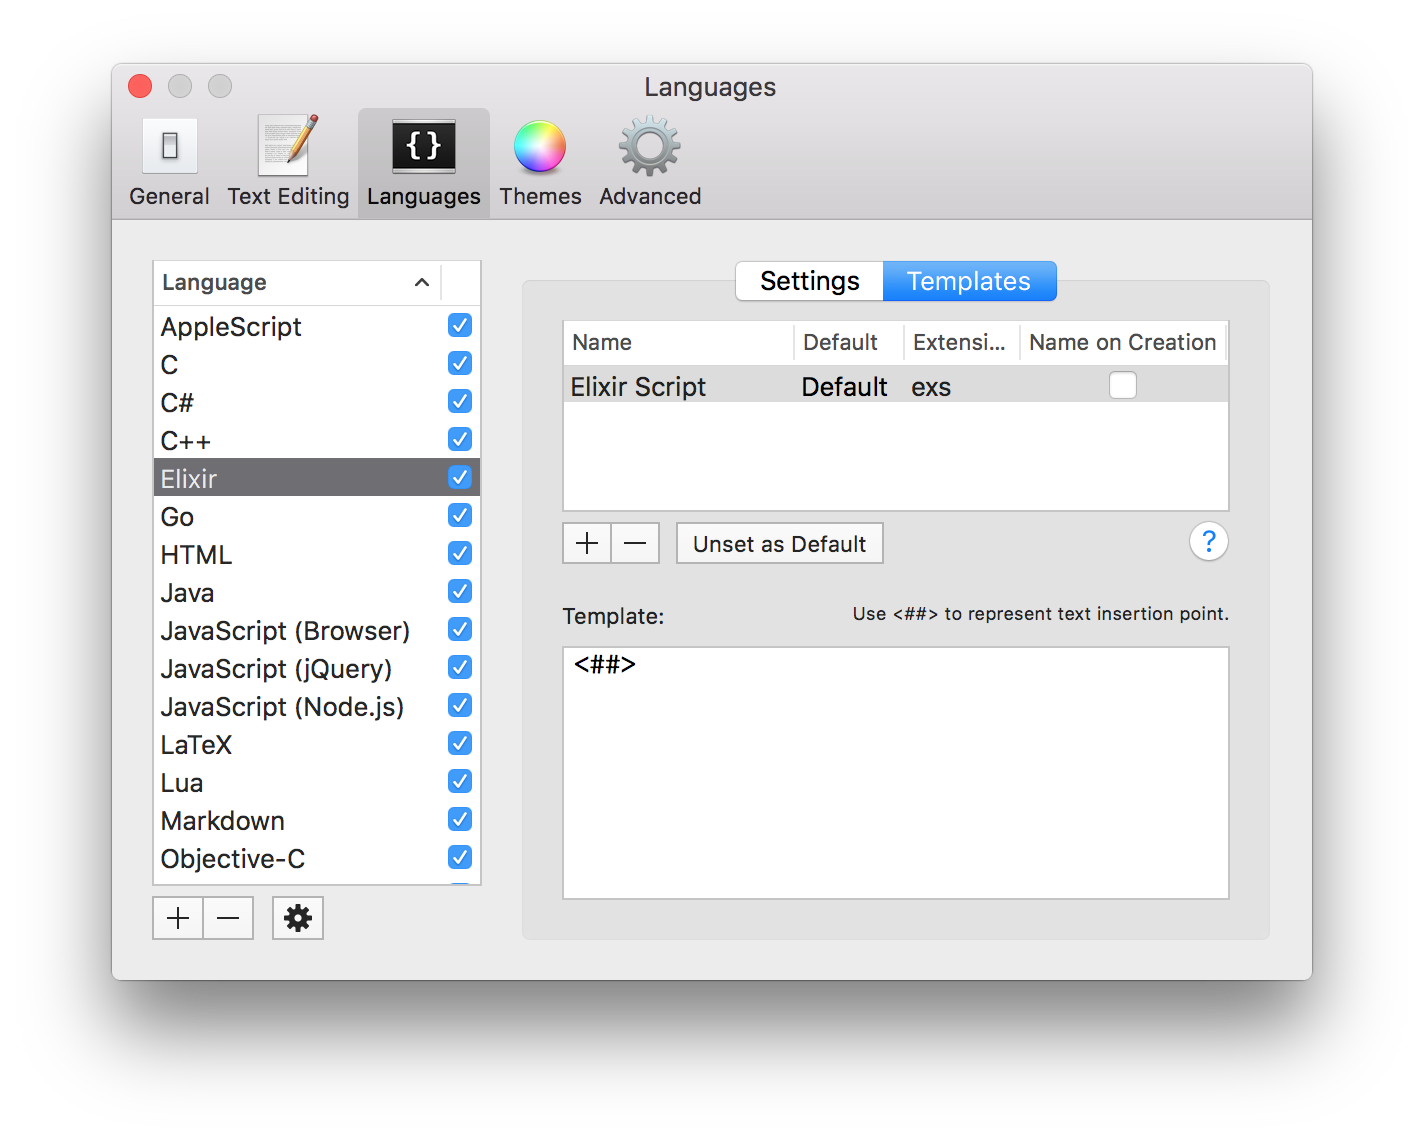 Languages
General Text Editing Languages Themes Advanced
{}
Language
AppleScript
C
C#
C++
Elixir
Go
HTML
Java
JavaScript (Browser)
JavaScript (jQuery)
JavaScript (Node.js)
LaTeX
Lua
Markdown
Objective-C
Settings Templates
Name Default Extensi... Name on Creation
Elixir Script Default exs
Unset as Default
?
Template: Use <##> to represent text insertion point.
<##>